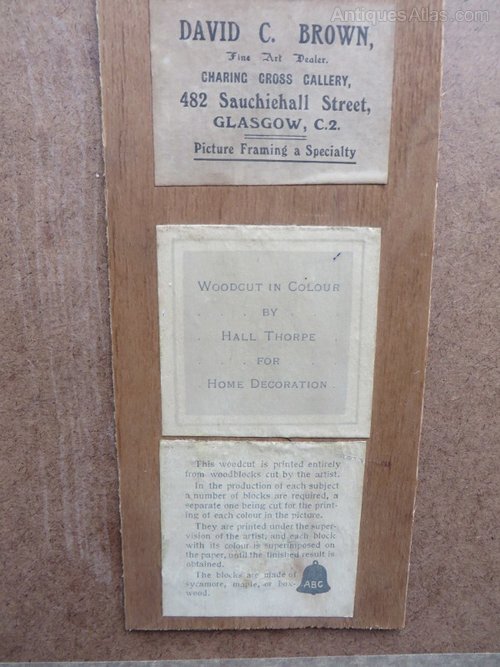 AntiquesAtlas.com
DAVID C. BROWN,
Fine Art Dealer.
CHARING CROSS GALLERY,
482 Sauchiehall Street,
GLASGOW, C.2.
Picture Framing a Specialty
WOODCUT IN COLOUR
BY
HALL THORPE
FOR
HOME DECORATION
This woodcut is printed entirely
from woodblocks cut by the artist.
In the production of each subject
a number of blocks are required, a
separate one being cut for the print-
ing of each colour in the picture.
They are printed under the super-
vision of the artist, and each block
with its colour is superimposed on
the paper, until the finished result is
obtained.
The blocks are made of
sycamore, maple, or box-
wood.
ABC